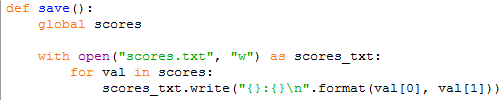 def save():
    global scores

    with open("scores.txt", "w") as scores_txt:
        for val in scores:
            scores_txt.write("{}:{}\n".format(val[0], val[1]))